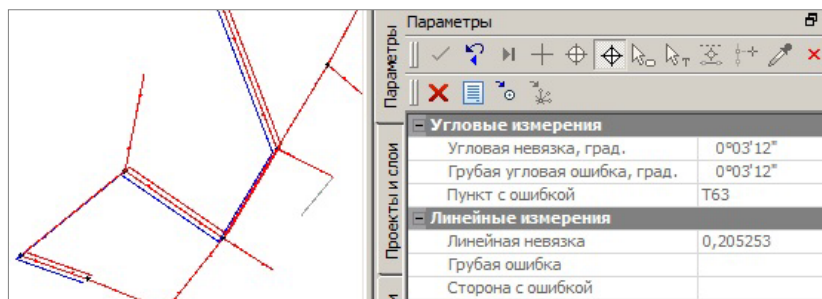 Параметры
Параметры
Проекты и слои
Угловые измерения
Угловая невязка, град. 0°03'12"
Грубая угловая ошибка, град. 0°03'12"
Пункт с ошибкой T63
Линейные измерения
Линейная невязка 0,205253
Грубая ошибка
Сторона с ошибкой